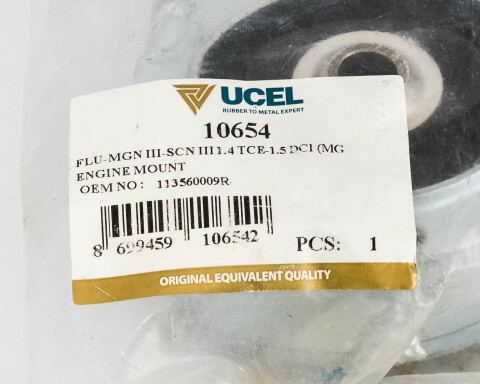 UCEL
RUBBER TO METAL EXPERT
10654
FLU-MGN III-SCN III 1.4 TCE-1.5 DCI (MG
ENGINE MOUNT
OEM NO : 113560009R
8 699459 106542
PCS: 1
ORIGINAL EQUIVALENT QUALITY